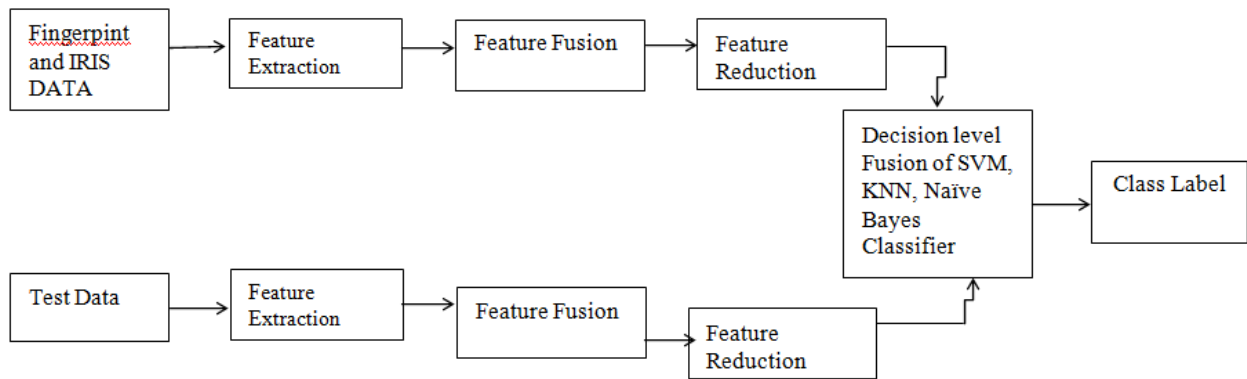 Fingerpint
and IRIS
DATA
Feature
Extraction
Feature Fusion
Feature
Reduction
Decision level
Fusion of SVM,
KNN, Naïve
Bayes
Classifier
Class Label
Test Data
Feature
Extraction
Feature Fusion
Feature
Reduction